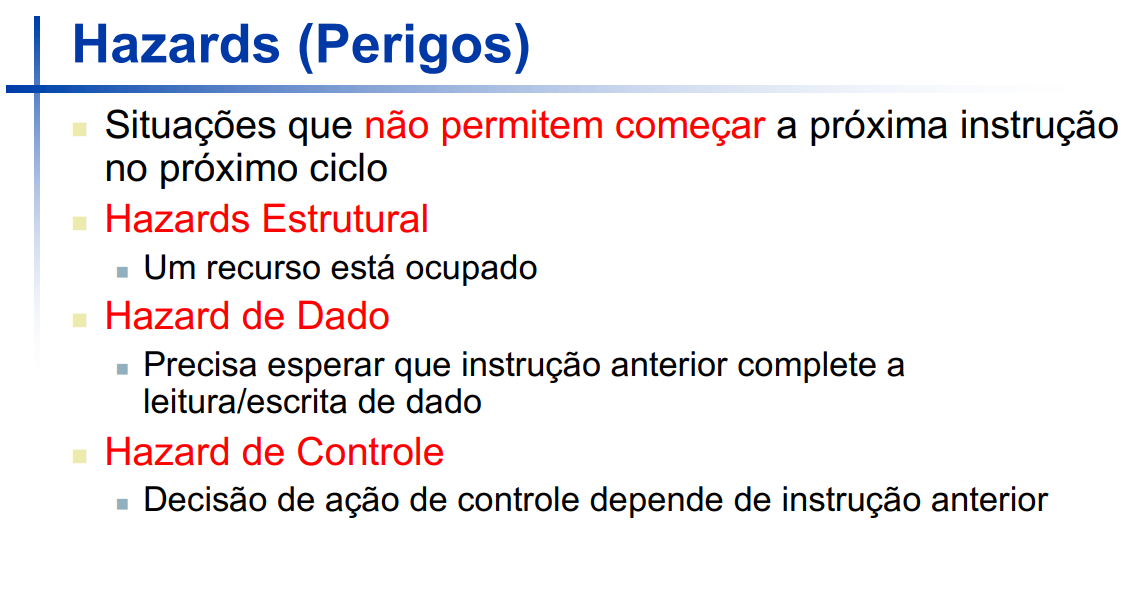 Hazards (Perigos)
Situações que não permitem começar a próxima instrução
no próximo ciclo
Hazards Estrutural
Um recurso está ocupado
Hazard de Dado
Precisa esperar que instrução anterior complete a
leitura/escrita de dado
Hazard de Controle
Decisão de ação de controle depende de instrução anterior